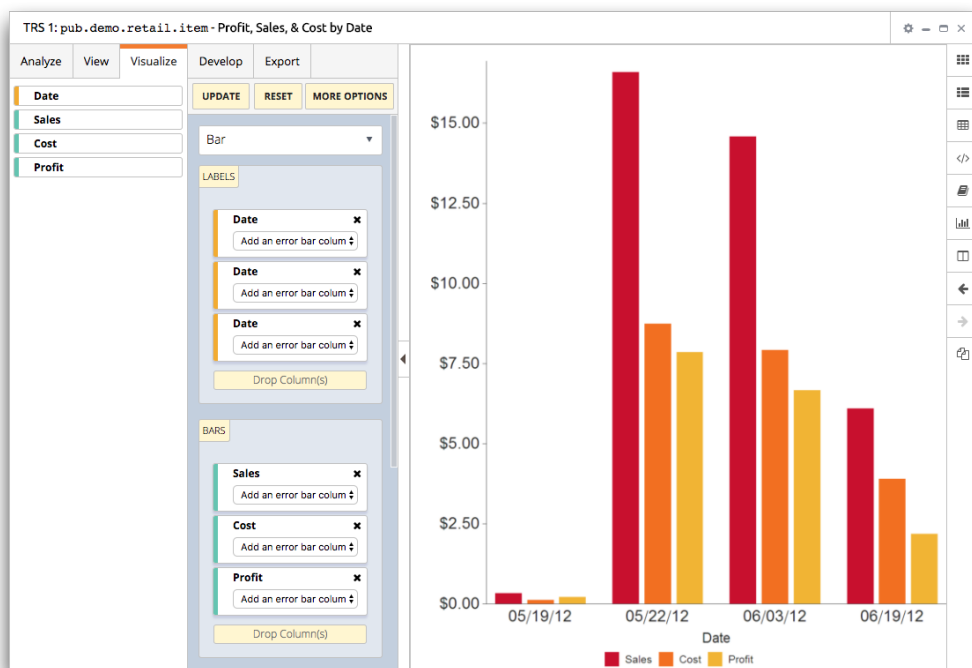 TRS 1: pub.demo.retail.item - Profit, Sales, & Cost by Date
Analyze
View
Visualize
Develop
Export
Date
Sales
Cost
Profit
UPDATE
RESET
MORE OPTIONS
Bar
LABELS
Date
Add an error bar colum
Date
Add an error bar colum
Date
Add an error bar colum
Drop Column(s)
BARS
Sales
Add an error bar colum
Cost
Add an error bar colum
Profit
Add an error bar colum
Drop Column(s)
$15.00
$12.50
$10.00
$7.50
$5.00
$2.50
$0.00
05/19/12
05/22/12
06/03/12
06/19/12
Date
Sales
Cost
Profit